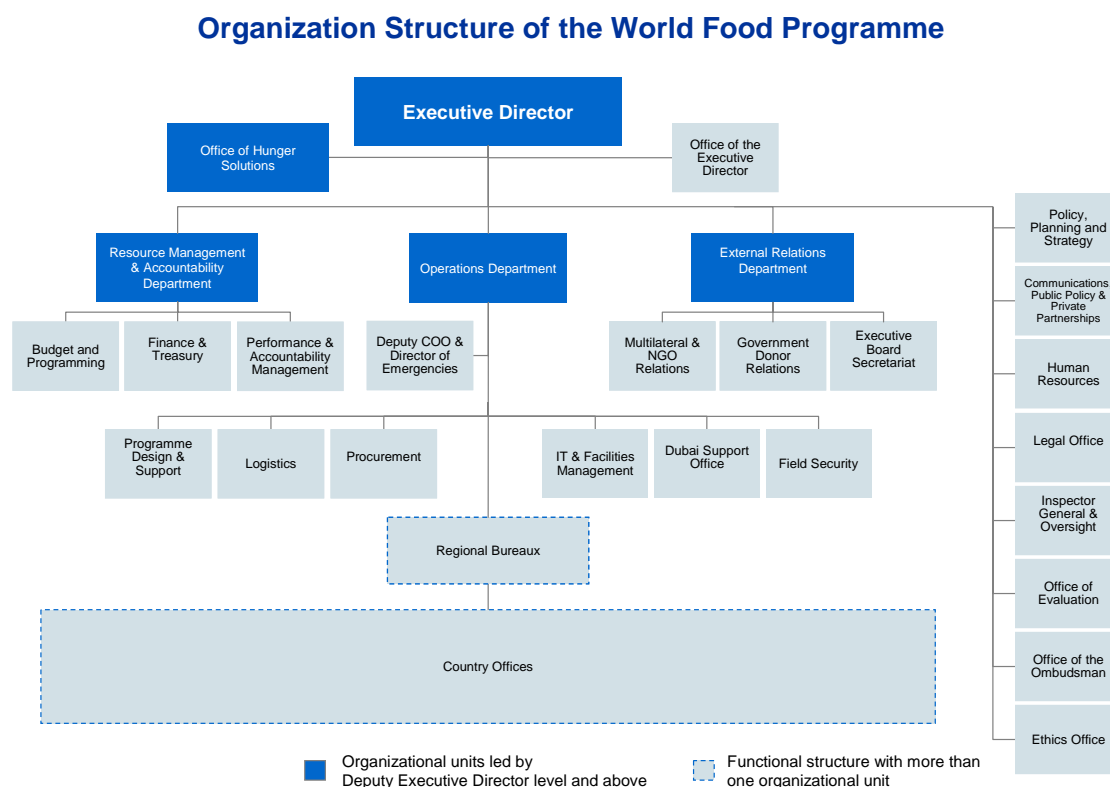 Organization Structure of the World Food Programme
Executive Director
Office of Hunger
Solutions
Office of the
Executive
Director
Policy,
Planning and
Strategy
Resource Management
& Accountability
Department
Operations Department
External Relations
Department
Communications
Public Policy &
Private
Partnerships
Budget and
Programming
Finance &
Treasury
Performance &
Accountability
Management
Deputy COO &
Director of
Emergencies
Multilateral &
NGO
Relations
Government
Donor
Relations
Executive
Board
Secretariat
Human
Resources
Programme
Design &
Support
Logistics
Procurement
IT & Facilities
Management
Dubai Support
Office
Field Security
Legal Office
Inspector
General &
Oversight
Regional Bureaux
Office of
Evaluation
Country Offices
Office of the
Ombudsman
Ethics Office
Organizational units led by
Deputy Executive Director level and above
Functional structure with more than
one organizational unit